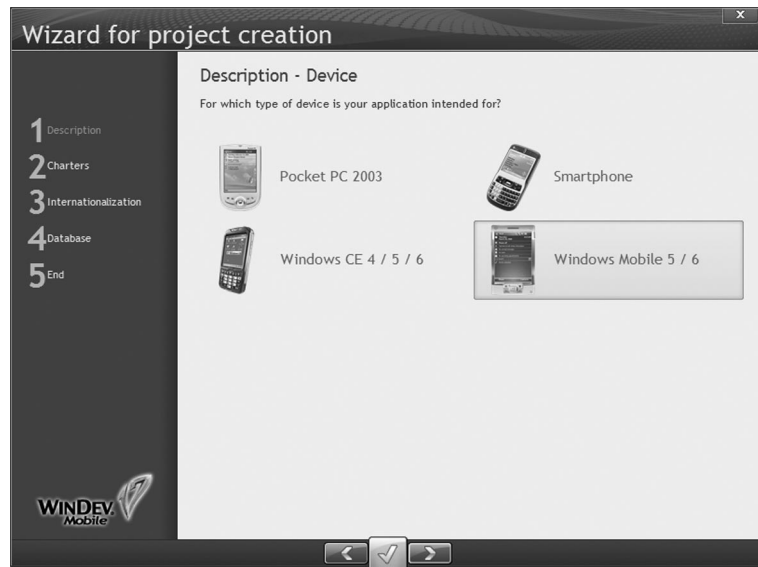 X
Wizard for project creation
Description - Device
For which type of device is your application intended for?
1 Description
2 Charters
3 Internationalization
4 Database
5 End
Pocket PC 2003
Smartphone
Windows CE 4 / 5 / 6
Windows Mobile 5 / 6
WINDEV.
Mobile